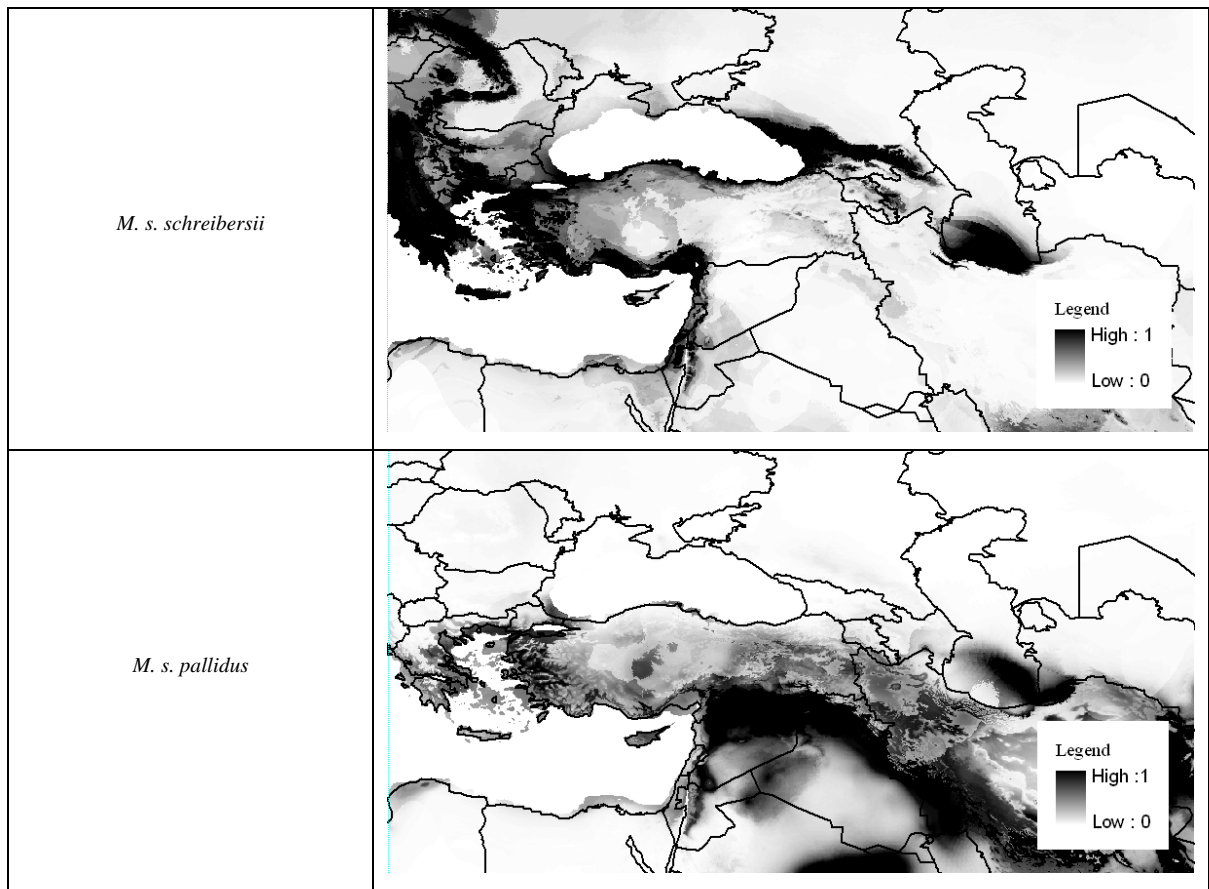 M. s. schreibersii
Legend
High : 1
Low : 0
M. s. pallidus
Legend
High :1
Low : 0